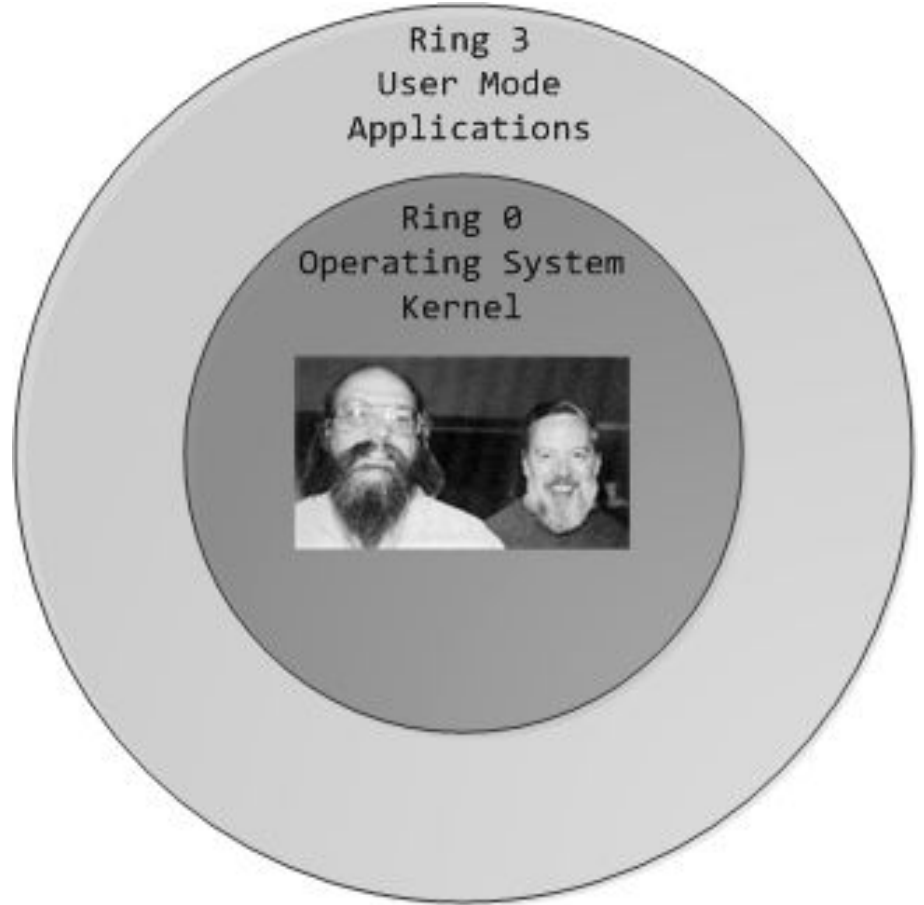 Ring 3
User Mode
Applications
Ring 0
Operating System
Kernel